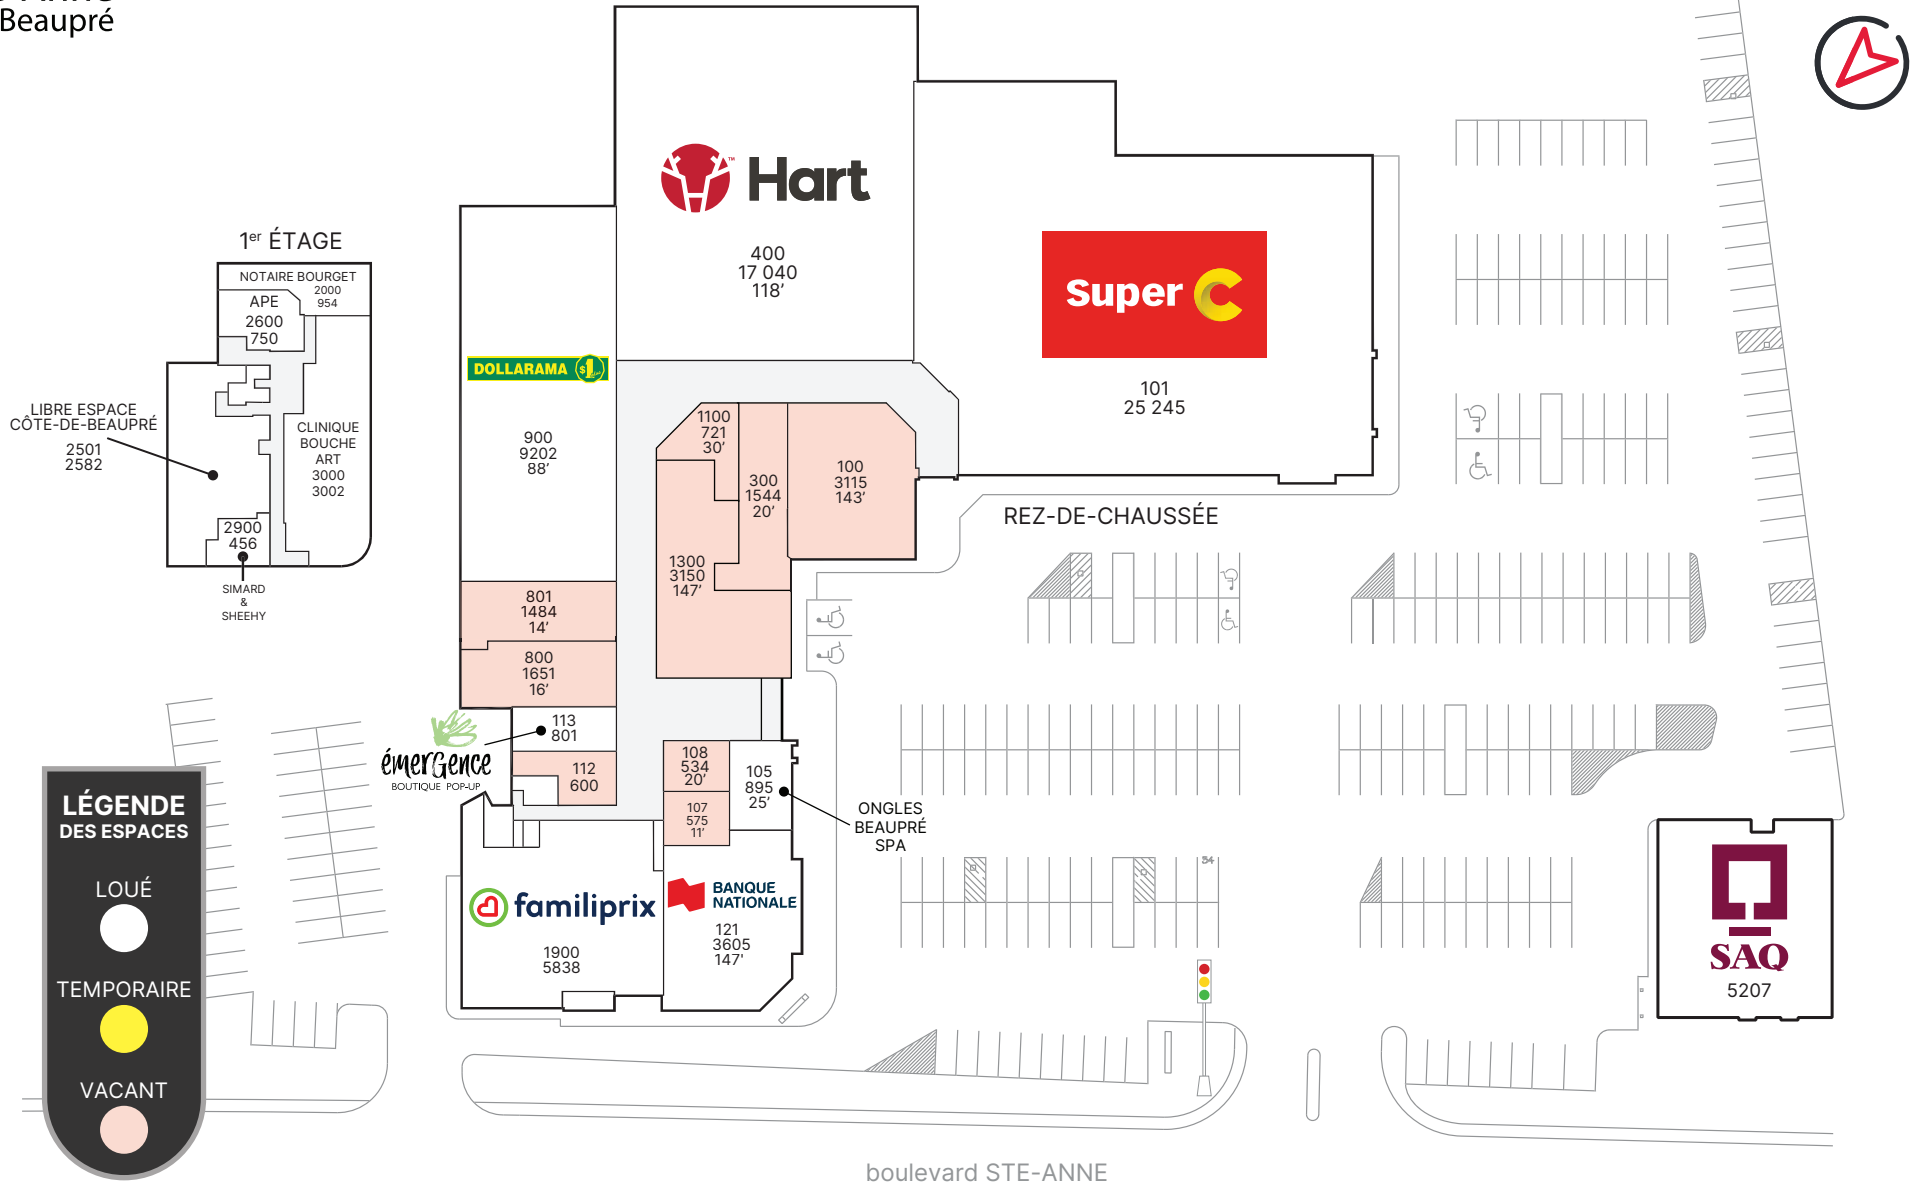 Beaupré
Hart
400
17 040
118’
Super C
101
25 245
1er ÉTAGE
NOTAIRE BOURGET
2000
954
APE
2600
750
LIBRE ESPACE
CÔTE-DE-BEAUPRÉ
2501
2582
CLINIQUE
BOUCHE
ART
3000
3002
2900
456
SIMARD
&
SHEEHY
DOLLARAMA $1
900
9202
88’
1100
721
30’
300
1544
20’
100
3115
143’
REZ-DE-CHAUSSÉE
1300
3150
147’
801
1484
14’
800
1651
16’
113
801
émerGence
BOUTIQUE POP-UP
112
600
108
534
20’
107
575
11’
105
895
25’
ONGLES
BEAUPRÉ
SPA
familiprix
1900
5838
BANQUE
NATIONALE
121
3605
147'
SAQ
5207
LÉGENDE
DES ESPACES
LOUÉ
TEMPORAIRE
VACANT
boulevard STE-ANNE